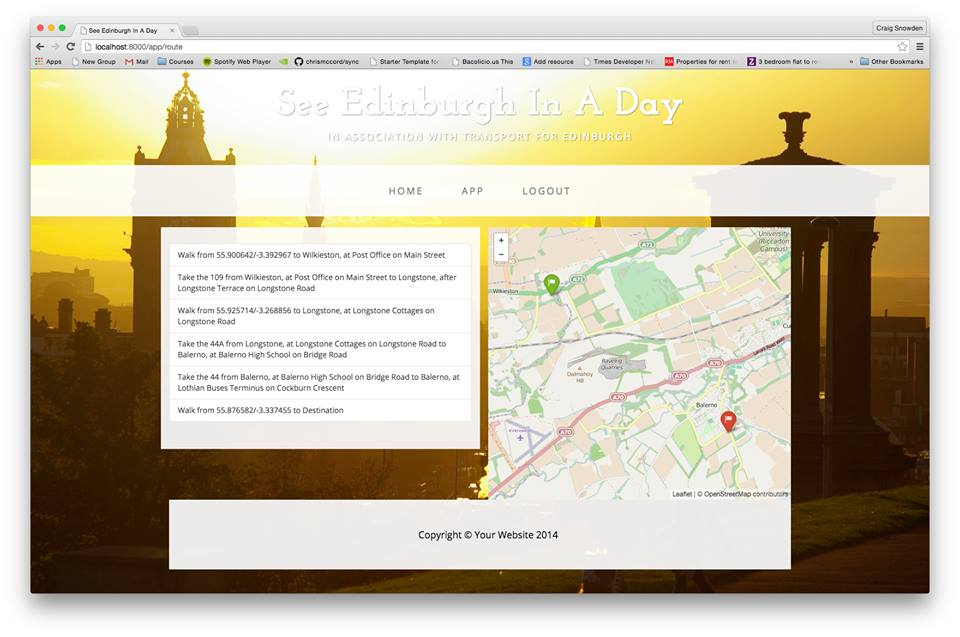 See Edinburgh In A Day
Craig Snowden
localhost:8000/app/route
Apps
New Group
Mail
Courses
Spotify Web Player
chrismccord/sync
Starter Template for
Bacolicio.us This
Add resource
Times Developer Ne
Properties for rent i
3 bedroom flat to re
»
Other Bookmarks
See Edinburgh In A Day
IN ASSOCIATION WITH TRANSPORT FOR EDINBURGH
HOME
APP
LOGOUT
Walk from 55.900642/-3.392967 to Wilkieston, at Post Office on Main Street
Take the 109 from Wilkieston, at Post Office on Main Street to Longstone, after
Longstone Terrace on Longstone Road
Walk from 55.925714/-3.268856 to Longstone, at Longstone Cottages on
Longstone Road
Take the 44A from Longstone, at Longstone Cottages on Longstone Road to
Balerno, at Balerno High School on Bridge Road
Take the 44 from Balerno, at Balerno High School on Bridge Road to Balerno, at
Lothian Buses Terminus on Cockburn Crescent
Walk from 55.876582/-3.337455 to Destination
+
−
University
(Riccarton
Campus)
A71
A71
Wilkieston
Dalmahoy
Hill
Ravelrig
Quarries
Lanark Road West
A70
A70
A70
A70
Balerno
Leaflet | © OpenStreetMap contributors
Copyright © Your Website 2014